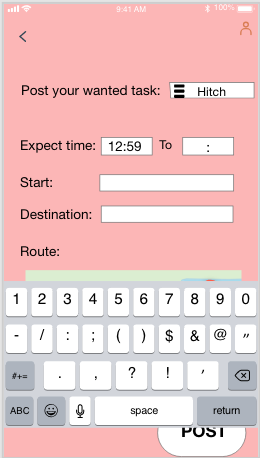 9:41 AM 100%
Post your wanted task: Hitch
Expect time: 12:59 To :
Start:
Destination:
Route:
1 2 3 4 5 6 7 8 9 0
- / : ; ( ) $ & @ "
#+= . , ? ! '
ABC space return
POST